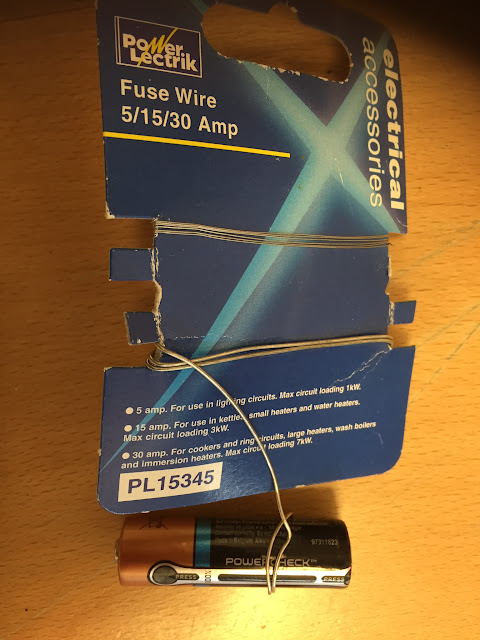 Power
Lectrik
Fuse Wire
5/15/30 Amp
electrical
accessories
5 amp. For use in lighting circuits. Max circuit loading 1kW.
15 amp. For use in kettles, small heaters and water heaters.
Max circuit loading 3kW.
30 amp. For cookers and ring circuits, large heaters, wash boilers
and immersion heaters. Max circuit loading 7kW.
PL15345
97311823
POWERCHECK™
PRESS
100%
PRESS